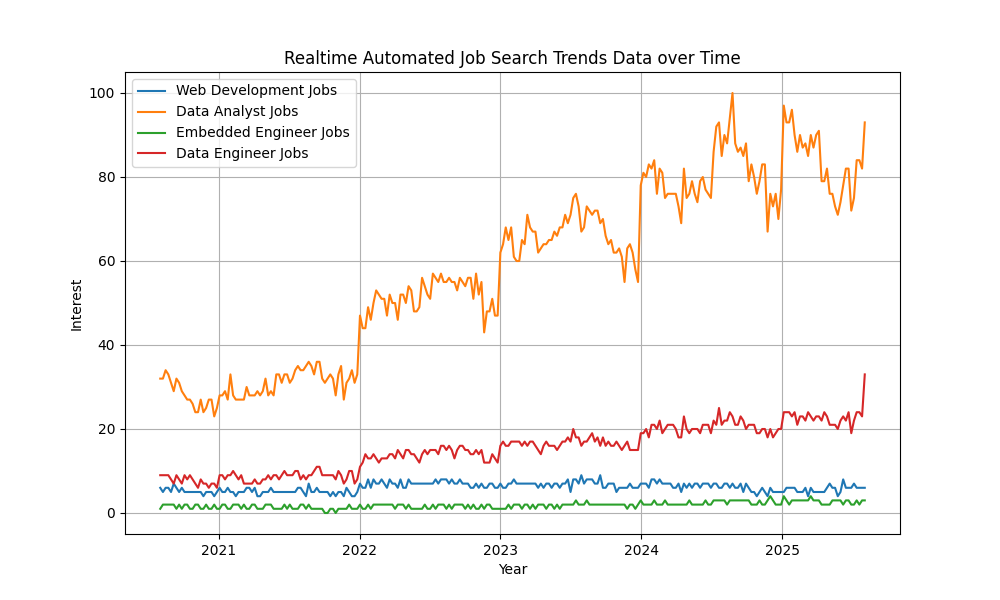 Realtime Automated Job Search Trends Data over Time
Web Development Jobs
Data Analyst Jobs
Embedded Engineer Jobs
Data Engineer Jobs
100
80
60
40
20
0
Interest
2021 2022 2023 2024 2025
Year